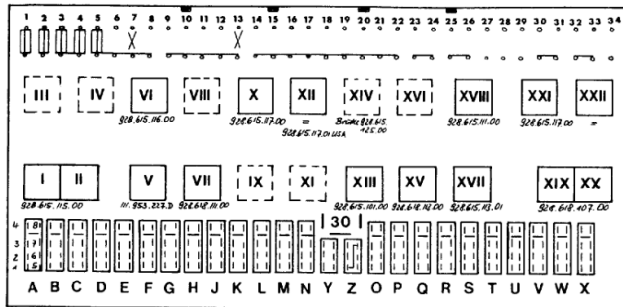 1 2 3 4 5 6 7 8 9 10 11 12 13 14 15 16 17 18 19 20 21 22 23 24 25 26 27 28 29 30 31 32 33 34
III IV VI VIII X XII XIV XVI XVIII XXI XXII
928.615.116.00 928.615.117.00 = Brücke 928.615. 928.615.111.00 928.615.117.00 =
928.615.117.01 USA 125.00
I II V VII IX XI XIII XV XVII XIX XX
928.615.115.00 111.953.227.D 928.618.111.00 928.615.101.00 928.618.112.00 928.615.113.01 928.618.107.00
30
4 8
3 7
2 6
1 5
A B C D E F G H J K L M N Y Z O P Q R S T U V W X